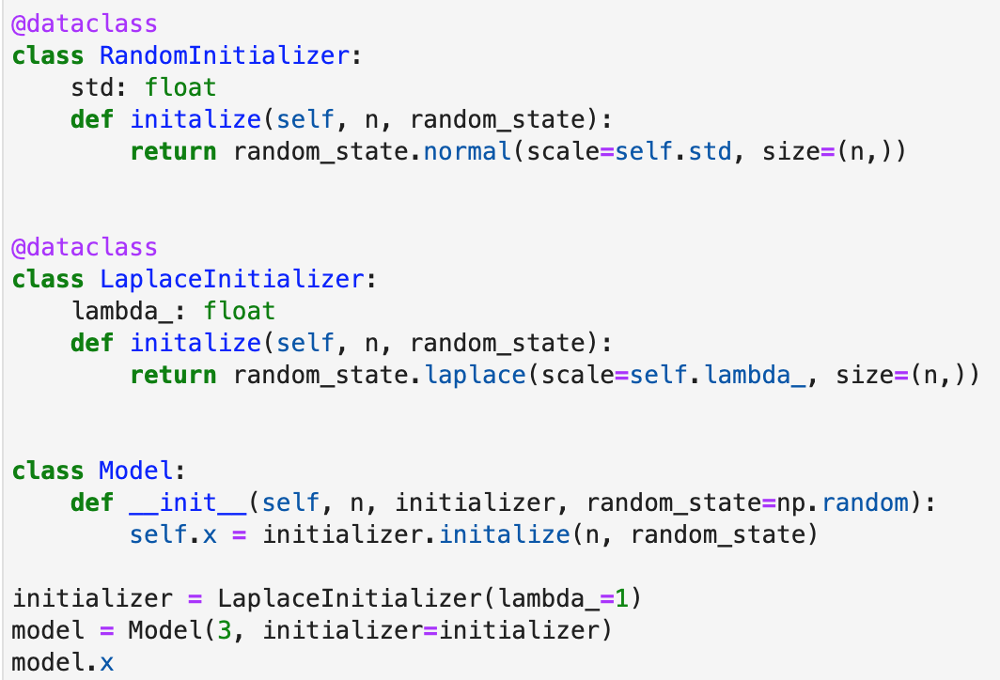 @dataclass
class RandomInitializer:
    std: float
    def initalize(self, n, random_state):
        return random_state.normal(scale=self.std, size=(n,))
@dataclass
class LaplaceInitializer:
    lambda_: float
    def initalize(self, n, random_state):
        return random_state.laplace(scale=self.lambda_, size=(n,))
class Model:
    def __init__(self, n, initializer, random_state=np.random):
        self.x = initializer.initalize(n, random_state)
initializer = LaplaceInitializer(lambda_=1)
model = Model(3, initializer=initializer)
model.x